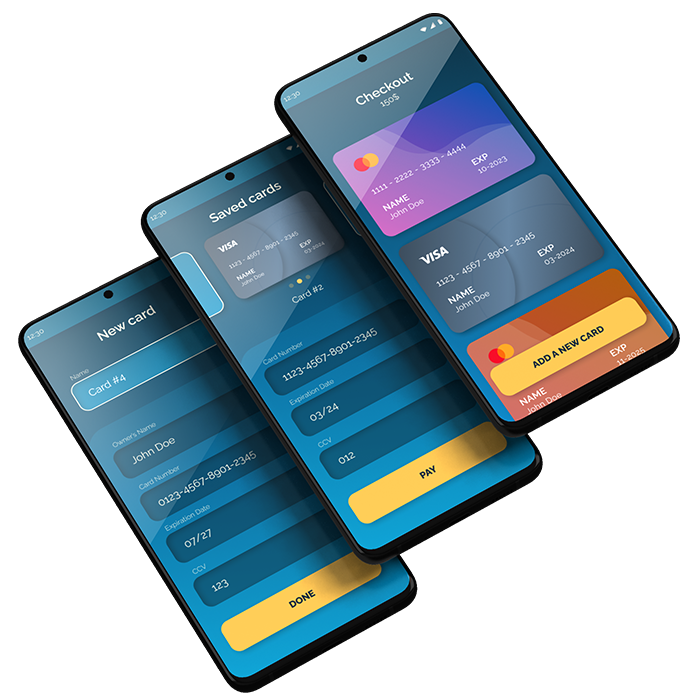 12:30
New card
Name
Card #4
Owner's Name
John Doe
Card Number
0123-4567-8901-2345
Expiration Date
07/27
CCV
123
DONE
12:30
Saved cards
VISA
1123 - 4567 - 8901 - 2345
NAME
John Doe
EXP
03-2024
Card #2
Card Number
1123-4567-8901-2345
Expiration Date
03/24
CCV
012
PAY
12:30
Checkout
150$
1111 - 2222 - 3333 - 4444
NAME
John Doe
EXP
10-2023
VISA
1123 - 4567 - 8901 - 2345
NAME
John Doe
EXP
03-2024
ADD A NEW CARD
NAME
John Doe
EXP
11-2025